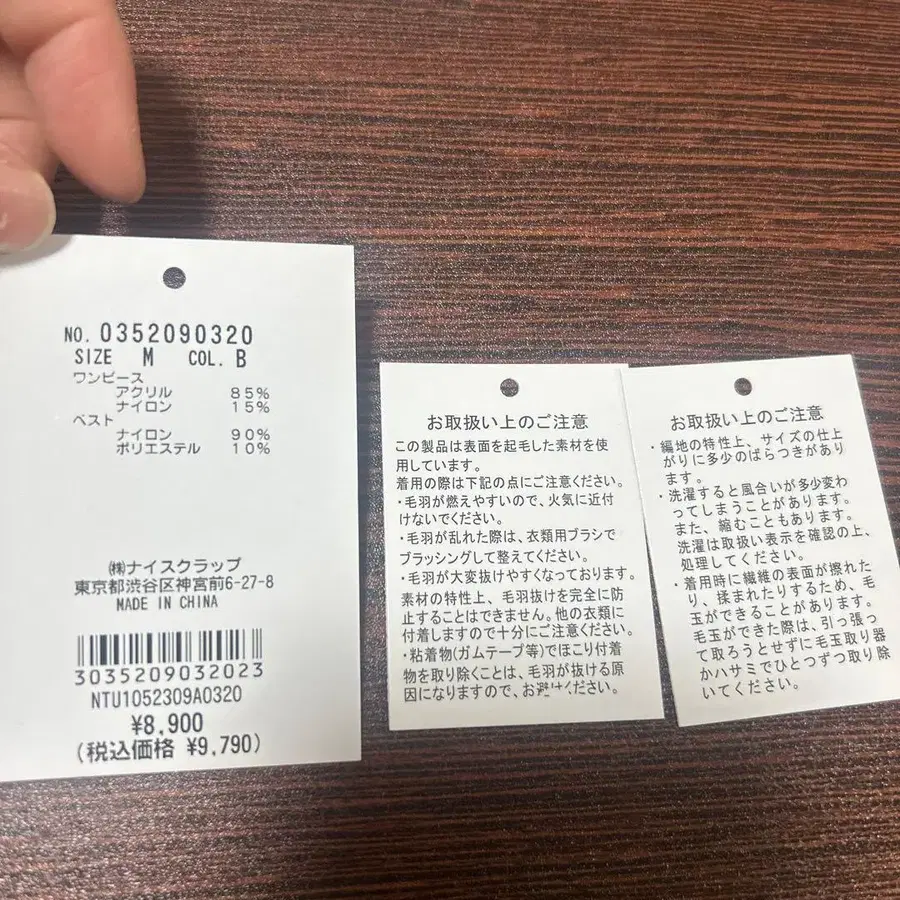 NO. 0352090320
SIZE M COL. B
ワンピース
アクリル 85%
ナイロン 15%
ベスト
ナイロン 90%
ポリエステル 10%
㈱ナイスクラップ
東京都渋谷区神宮前6-27-8
MADE IN CHINA
3035209032023
NTU1052309A0320
¥8,900
(税込価格 ¥9,790)
お取扱い上のご注意
この製品は表面を起毛した素材を使
用しています。
着用の際は下記の点にご注意ください。
・毛羽が燃えやすいので、火気に近付
けないでください。
・毛羽が乱れた際は、衣類用ブラシで
ブラッシングして整えてください。
・毛羽が大変抜けやすくなっております。
素材の特性上、毛羽抜けを完全に防
止することはできません。他の衣類に
付着しますので十分にご注意ください。
・粘着物(ガムテープ等)でほこり付着
物を取り除くことは、毛羽が抜ける原
因になりますので、お避けください。
お取扱い上のご注意
・編地の特性上、サイズの仕上
がりに多少のばらつきがあり
ます。
・洗濯すると風合いが多少変わ
ってしまうことがあります。
また、縮むこともあります。
洗濯は取扱い表示を確認の上、
処理してください。
・着用時に繊維の表面が擦れた
り、揉まれたりするため、毛
玉ができることがあります。
毛玉ができた際は、引っ張っ
て取ろうとせずに毛玉取り器
かハサミでひとつずつ取り除
いてください。